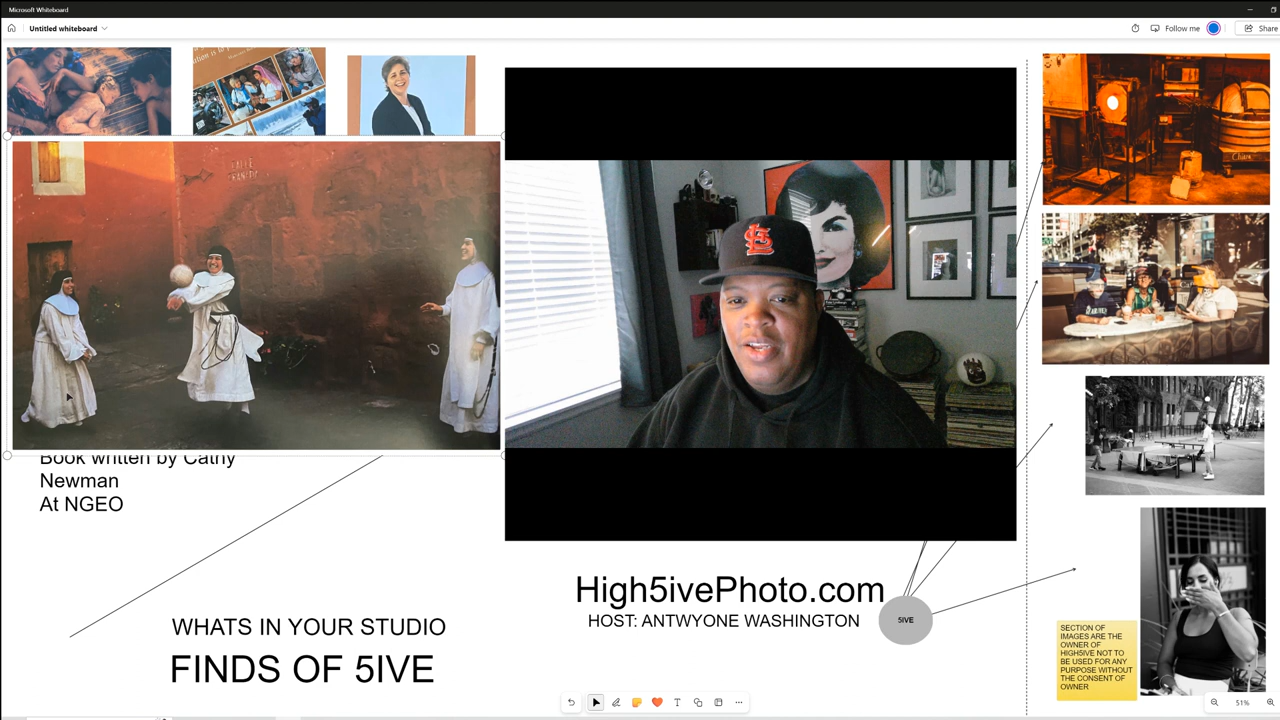 Microsoft Whiteboard
Untitled whiteboard
Follow me
Share
CALLE
Book written by Cathy
Newman
At NGEO
WHATS IN YOUR STUDIO
FINDS OF 5IVE
High5ivePhoto.com
HOST: ANTWYONE WASHINGTON
5IVE
SECTION OF
IMAGES ARE THE
OWNER OF
HIGH5IVE NOT TO
BE USED FOR ANY
PURPOSE WITHOUT
THE CONSENT OF
OWNER
51%